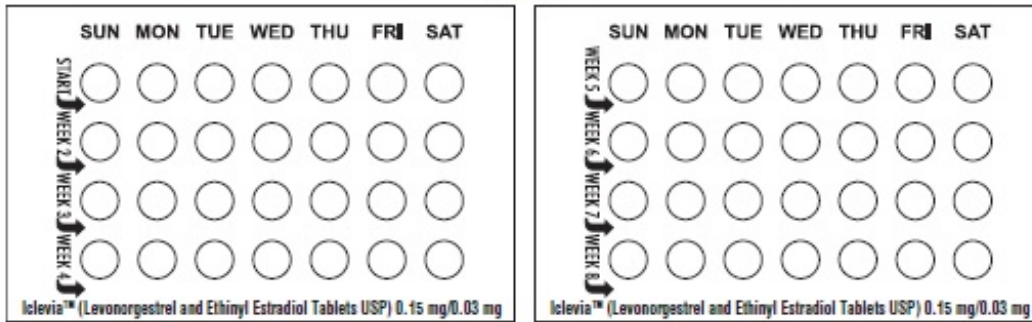 SUN MON TUE WED THU FRI SAT
START
WEEK 2
WEEK 3
WEEK 4
Iclevia™ (Levonorgestrel and Ethinyl Estradiol Tablets USP) 0.15 mg/0.03 mg
SUN MON TUE WED THU FRI SAT
WEEK 5
WEEK 6
WEEK 7
WEEK 8
Iclevia™ (Levonorgestrel and Ethinyl Estradiol Tablets USP) 0.15 mg/0.03 mg